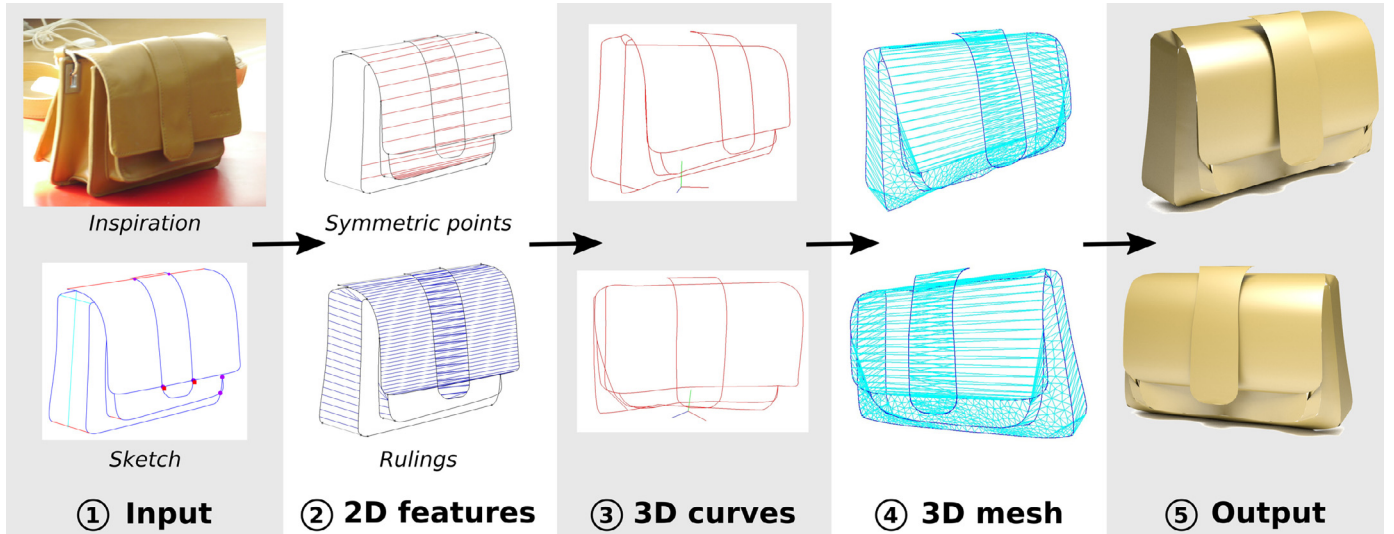 Inspiration
Symmetric points
Sketch
Rulings
① Input
② 2D features
③ 3D curves
④ 3D mesh
⑤ Output